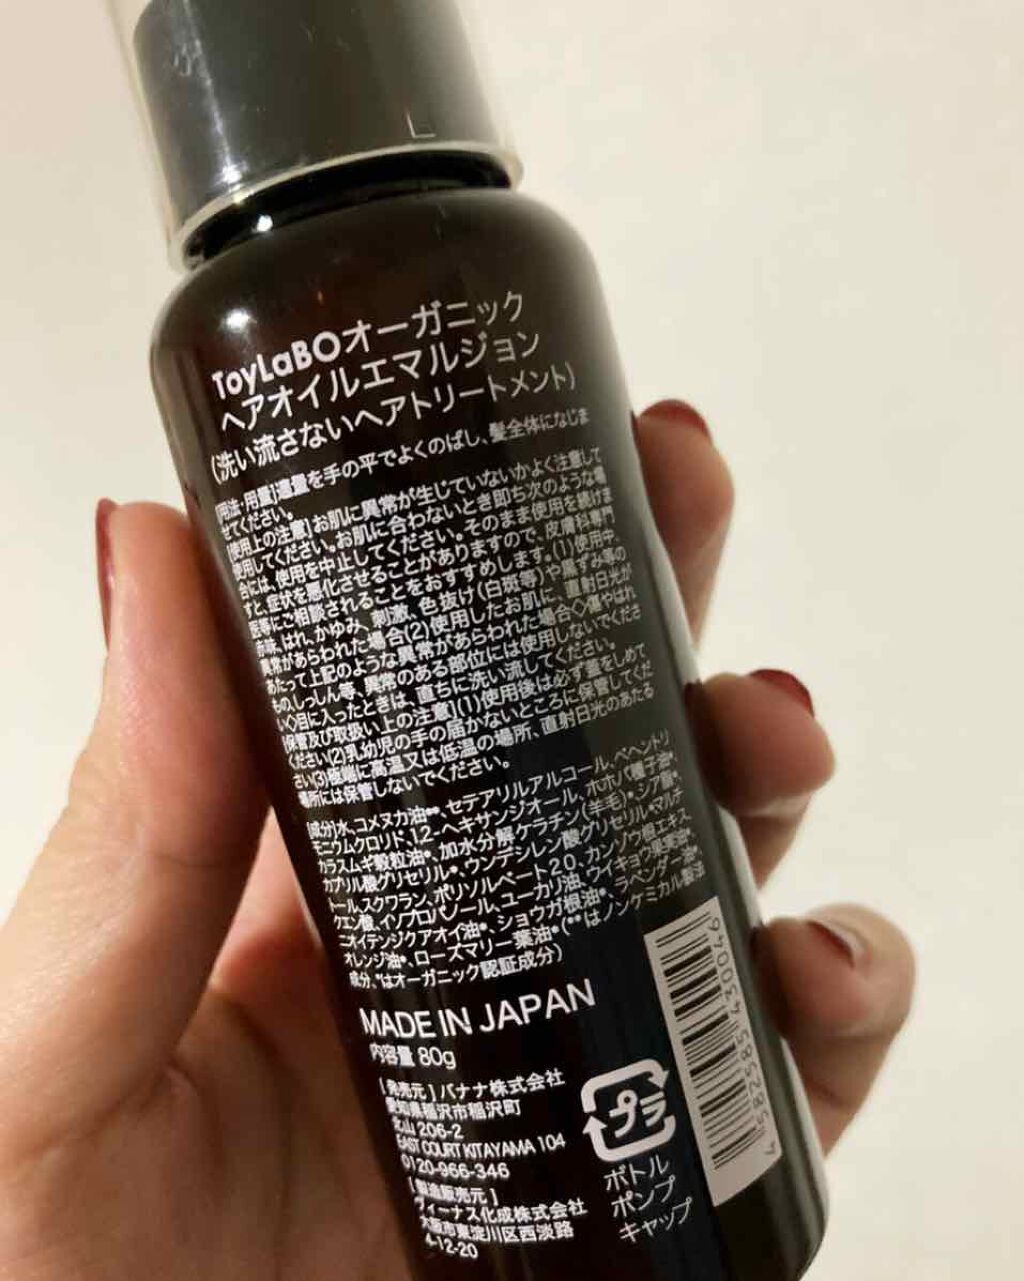 ToyLaBOオーガニック
ヘアオイルエマルジョン
(洗い流さないヘアトリートメント)
[用法・用量]適量を手の平でよくのばし、髪全体になじま
せてください。
[使用上の注意]お肌に異常が生じていないかよく注意して
使用してください。お肌に合わないとき即ち次のような場
合には、使用を中止してください。そのまま使用を続けま
すと、症状を悪化させることがありますので、皮膚科専門
医等にご相談されることをおすすめします。(1)使用中、
赤味、はれ、かゆみ、刺激、色抜け(白斑等)や黒ずみ等の
異常があらわれた場合(2)使用したお肌に、直射日光が
あたって上記のような異常があらわれた場合◇傷やはれ
もの、しっしん等、異常のある部位には使用しないでくださ
い◇目に入ったときは、直ちに洗い流してください。
[保管及び取扱い上の注意](1)使用後は必ず蓋をしめて
ください(2)乳幼児の手の届かないところに保管してくだ
さい(3)極端に高温又は低温の場所、直射日光のあたる
場所には保管しないでください。
[成分]水、コメヌカ油**、セテアリルアルコール、ベヘントリ
モニウムクロリド、1,2-ヘキサンジオール、ホホバ種子油*、
カラスムギ穀粒油*、加水分解ケラチン(羊毛)*、シア脂*、
カプリル酸グリセリル*、ウンデシレン酸グリセリル、マルチ
トール、スクワラン、ポリソルベート20、カンゾウ根エキス
クエン酸、イソプロパノール、ユーカリ油、ウイキョウ果実油*、
ニオイテンジクアオイ油*、ショウガ根油*、ラベンダー油*
オレンジ油*、ローズマリー葉油*(**はノンケミカル製法
成分、*はオーガニック認証成分)
MADE IN JAPAN
内容量 80g
[発売元]バナナ株式会社
愛知県稲沢市稲沢町
北山 206-2
EAST COURT KITAYAMA 104
0120-966-346
[製造販売元]
ヴィーナス化成株式会社
大阪市東淀川区西淡路
4-12-20
プラ
ボトル
ポンプ
キャップ
4 582585 430049